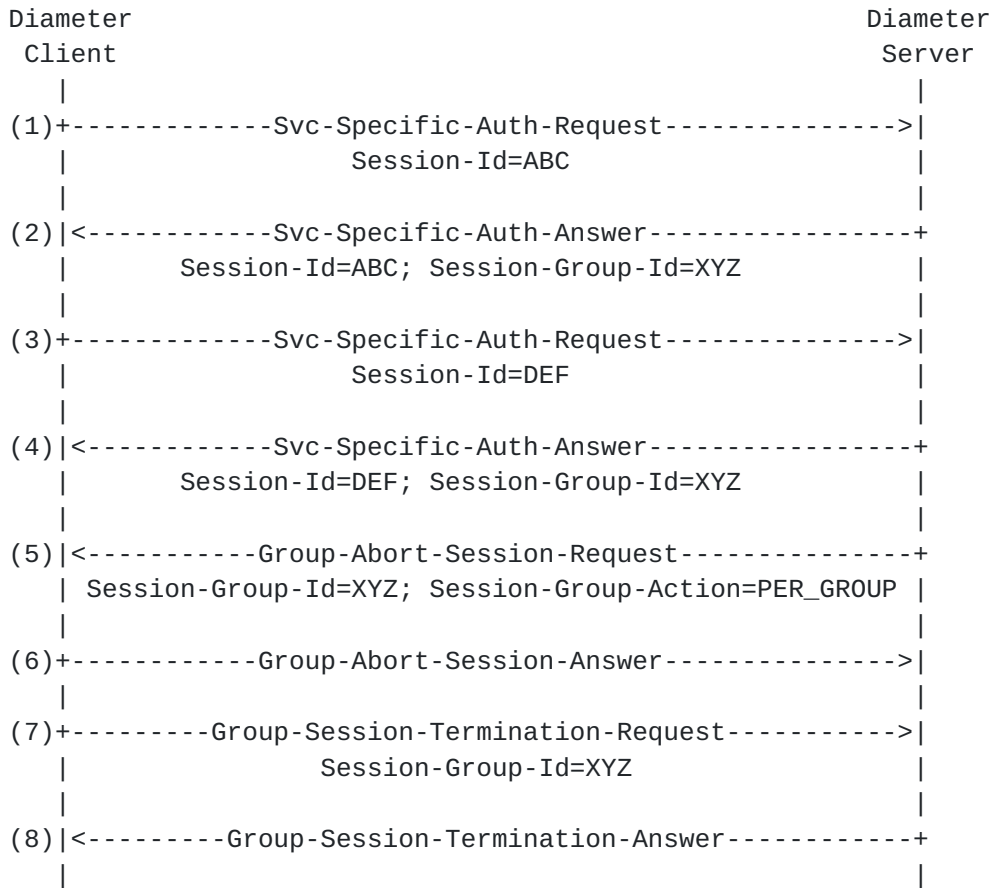 Diameter                                               Diameter
 Client                                                 Server
   |                                                      |
(1)+-------------Svc-Specific-Auth-Request--------------->|
   |                  Session-Id=ABC                      |
   |                                                      |
(2)|<------------Svc-Specific-Auth-Answer-----------------+
   |       Session-Id=ABC; Session-Group-Id=XYZ           |
   |                                                      |
(3)+-------------Svc-Specific-Auth-Request--------------->|
   |                  Session-Id=DEF                      |
   |                                                      |
(4)|<------------Svc-Specific-Auth-Answer-----------------+
   |       Session-Id=DEF; Session-Group-Id=XYZ           |
   |                                                      |
(5)|<-----------Group-Abort-Session-Request---------------+
   | Session-Group-Id=XYZ; Session-Group-Action=PER_GROUP |
   |                                                      |
(6)+------------Group-Abort-Session-Answer--------------->|
   |                                                      |
(7)+---------Group-Session-Termination-Request----------->|
   |                Session-Group-Id=XYZ                  |
   |                                                      |
(8)|<---------Group-Session-Termination-Answer------------+
   |                                                      |